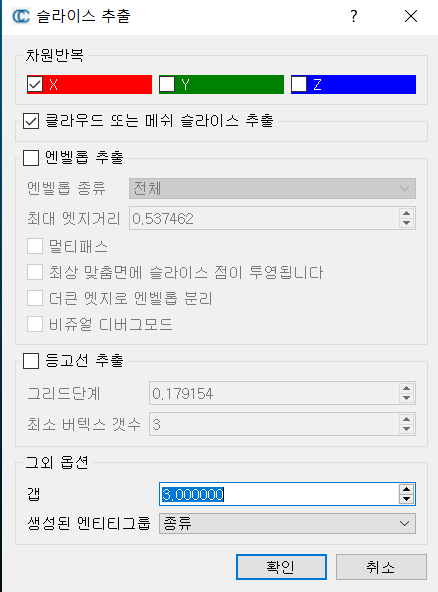 슬라이스 추출
차원반복
X Y Z
클라우드 또는 메쉬 슬라이스 추출
엔벨롭 추출
엔벨롭 종류 전체
최대 엣지거리 0.537462
멀티패스
최상 맞춤면에 슬라이스 점이 투영됩니다
더큰 엣지로 엔벨롭 분리
비쥬얼 디버그모드
등고선 추출
그리드단계 0.179154
최소 버텍스 갯수 3
그외 옵션
갭 3.000000
생성된 엔티티그룹 종류
확인 취소